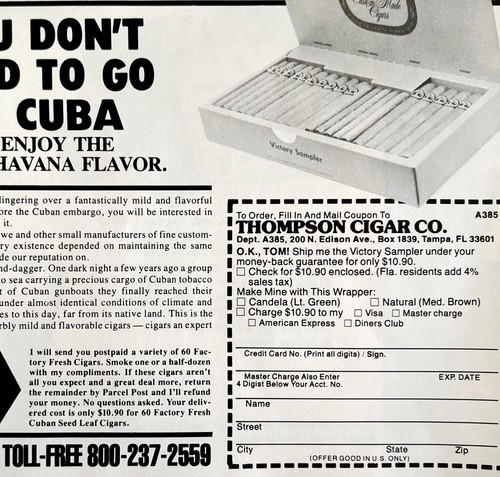 U DON'T
D TO GO
CUBA
ENJOY THE
HAVANA FLAVOR.
lingering over a fantastically mild and flavorful
ore the Cuban embargo, you will be interested in
it.
we and other small manufacturers of fine custom-
ry existence depended on maintaining the same
de our reputation on.
nd-dagger. One dark night a few years ago a group
o sea carrying a precious cargo of Cuban tobacco
t of Cuban gunboats they finally reached their
under almost identical conditions of climate and
es to this day, far from its native land. This is the
rbly mild and flavorable cigars — cigars an expert
I will send you postpaid a variety of 60 Fac-
tory Fresh Cigars. Smoke one or a half-dozen
with my compliments. If these cigars aren't
all you expect and a great deal more, return
the remainder by Parcel Post and I'll refund
your money. No questions asked. Your deliv-
ered cost is only $10.90 for 60 Factory Fresh
Cuban Seed Leaf Cigars.
TOLL-FREE 800-237-2559
Custom Made
Cigars
Victory Sampler
To Order, Fill In And Mail Coupon To A385
THOMPSON CIGAR CO.
Dept. A385, 200 N. Edison Ave., Box 1839, Tampa, FL 33601
O.K., TOM! Ship me the Victory Sampler under your
money-back guarantee for only $10.90.
☐ Check for $10.90 enclosed. (Fla. residents add 4%
sales tax)
Make Mine with This Wrapper:
☐ Candela (Lt. Green) ☐ Natural (Med. Brown)
☐ Charge $10.90 to my ☐ Visa ☐ Master charge
☐ American Express ☐ Diners Club
Credit Card No. (Print all digits) / Sign.
Master Charge Also Enter EXP. DATE
4 Digit Below Your Acct. No.
Name
Street
City State Zip
(OFFER GOOD IN U.S. ONLY)